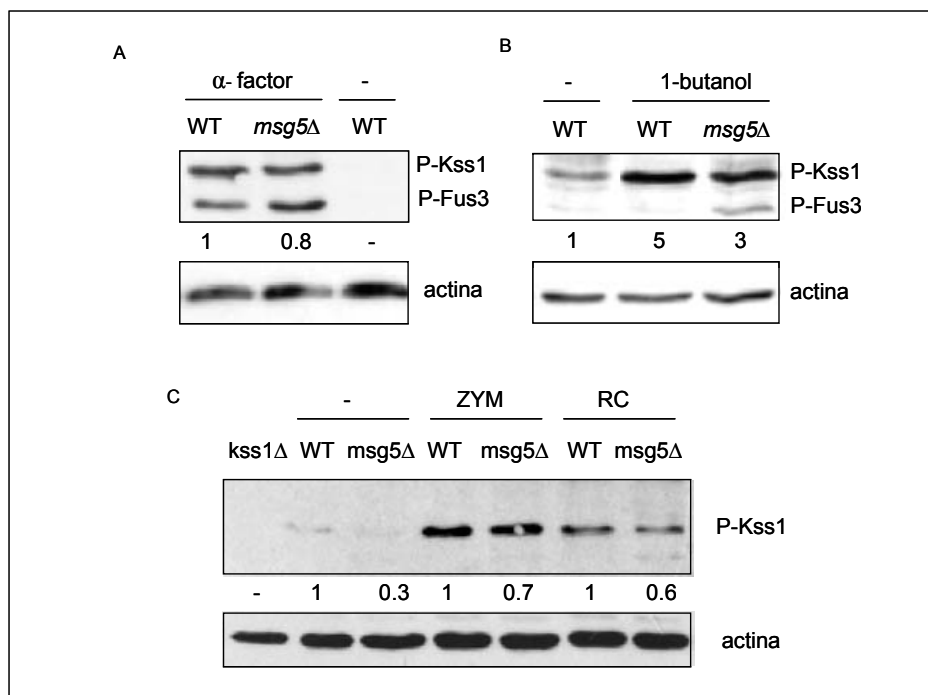 A
α- factor -
WT msg5Δ WT
P-Kss1
P-Fus3
1 0.8 -
actina
B
- 1-butanol
WT WT msg5Δ
P-Kss1
P-Fus3
1 5 3
actina
C
- ZYM RC
kss1Δ WT msg5Δ WT msg5Δ WT msg5Δ
P-Kss1
- 1 0.3 1 0.7 1 0.6
actina